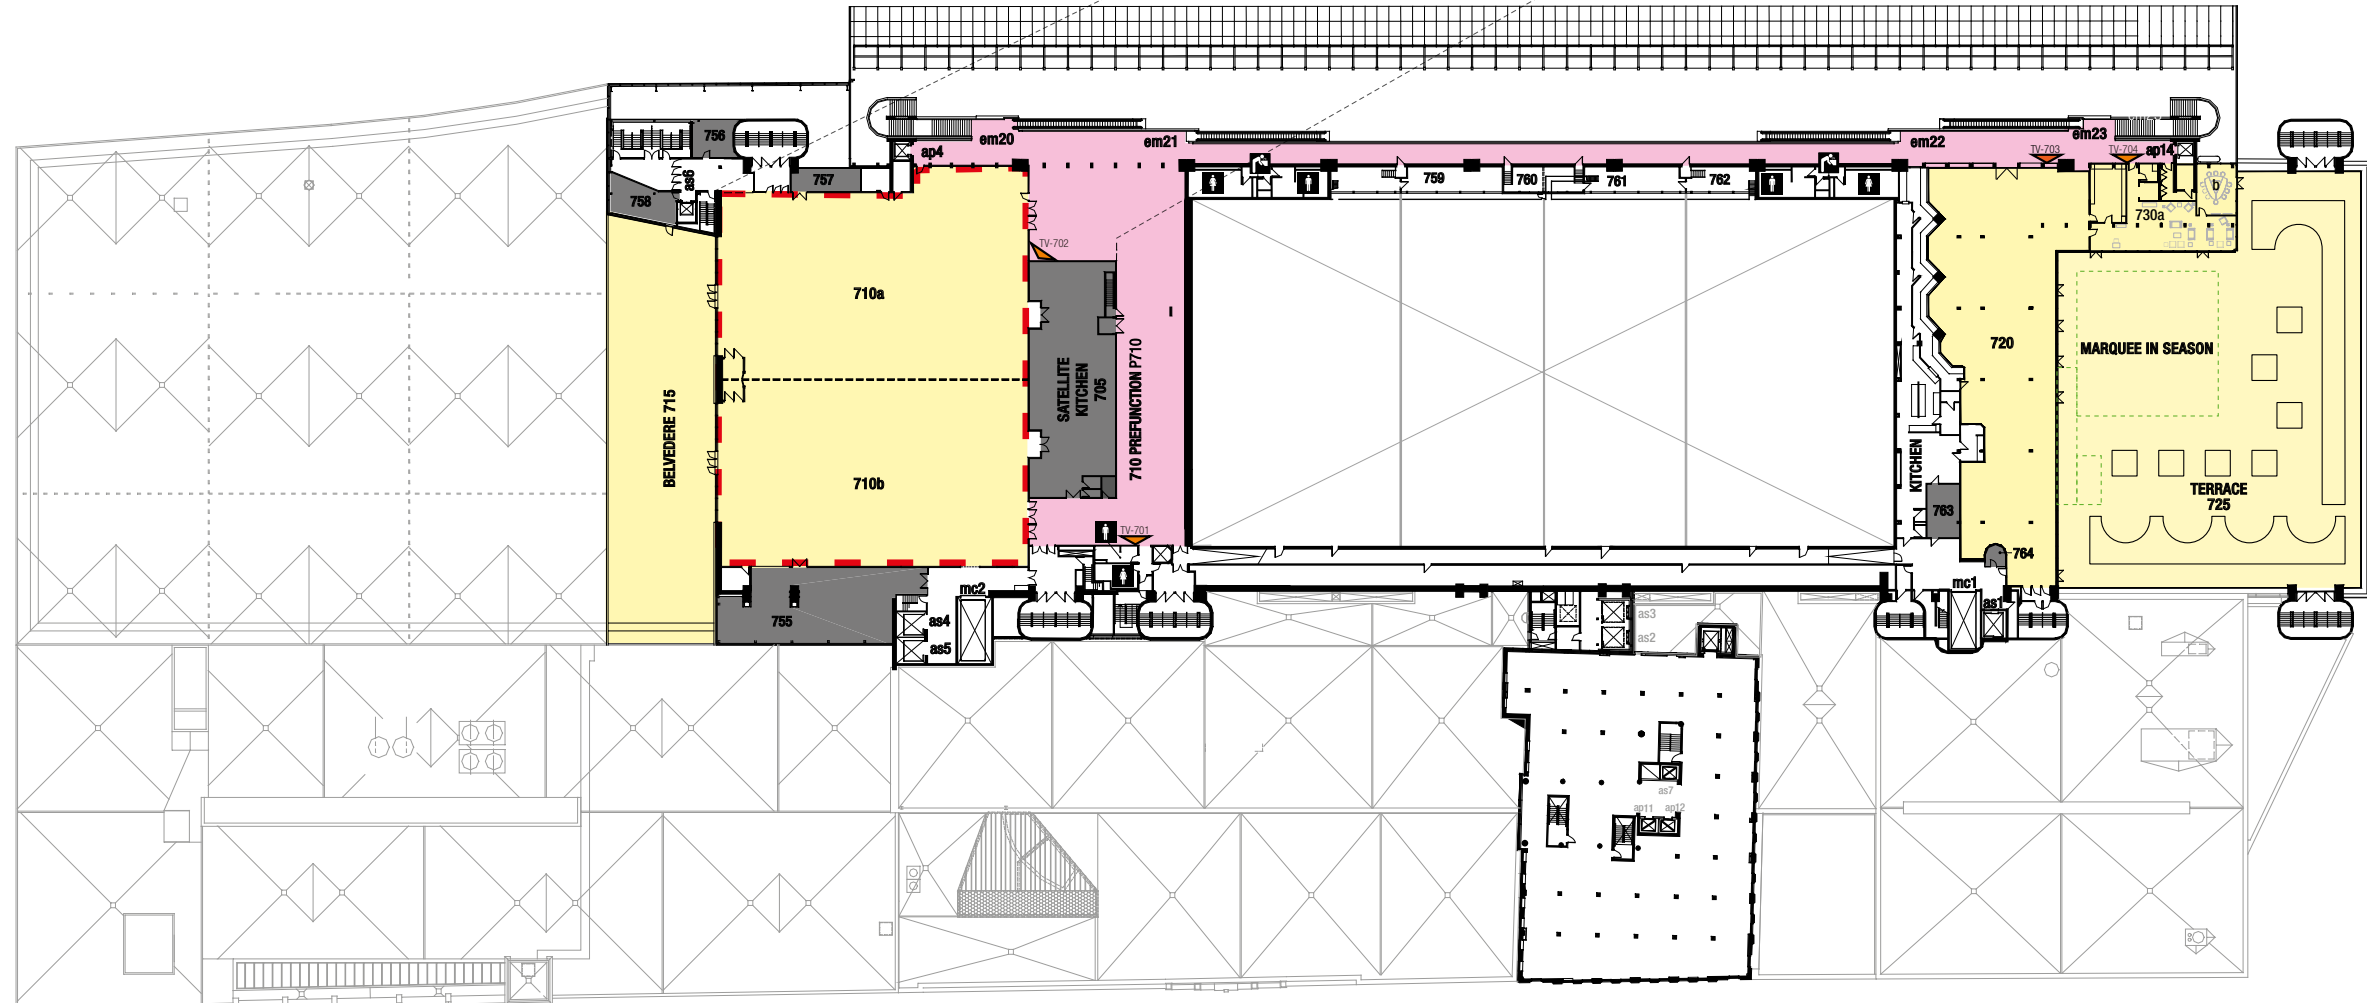 756
em20
em21
em22
em23
ap4
TV-703
TV-704
ap14
as6
757
758
759
760
761
762
b
730a
TV-702
710a
720
MARQUEE IN SEASON
SATELLITE
KITCHEN
705
710 PREFUNCTION P710
BELVEDERE 715
710b
KITCHEN
TERRACE
725
763
TV-701
764
mc2
mc1
as1
755
as4
as5
as3
as2
as7
ap11
ap12